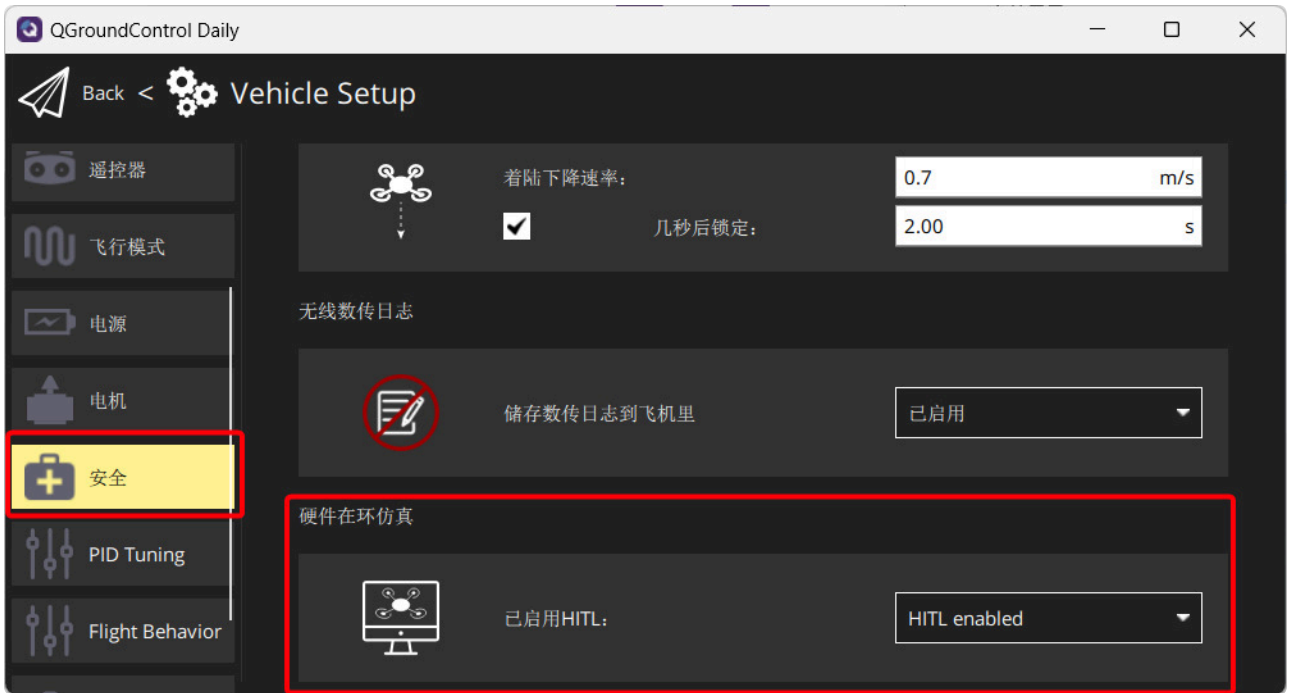 QGroundControl Daily
Back < Vehicle Setup
遥控器
飞行模式
电源
电机
安全
PID Tuning
Flight Behavior
着陆下降速率：
0.7 m/s
几秒后锁定：
2.00 s
无线数传日志
储存数传日志到飞机里
已启用
硬件在环仿真
已启用HITL：
HITL enabled